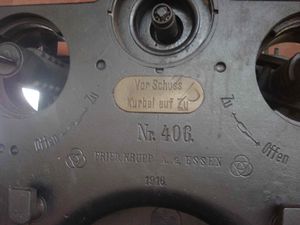 Vor Schuss
Kurbel auf Zu
Zu
Offen
Zu
Offen
Nr. 406.
FRIED. KRUPP A.G. ESSEN
1916